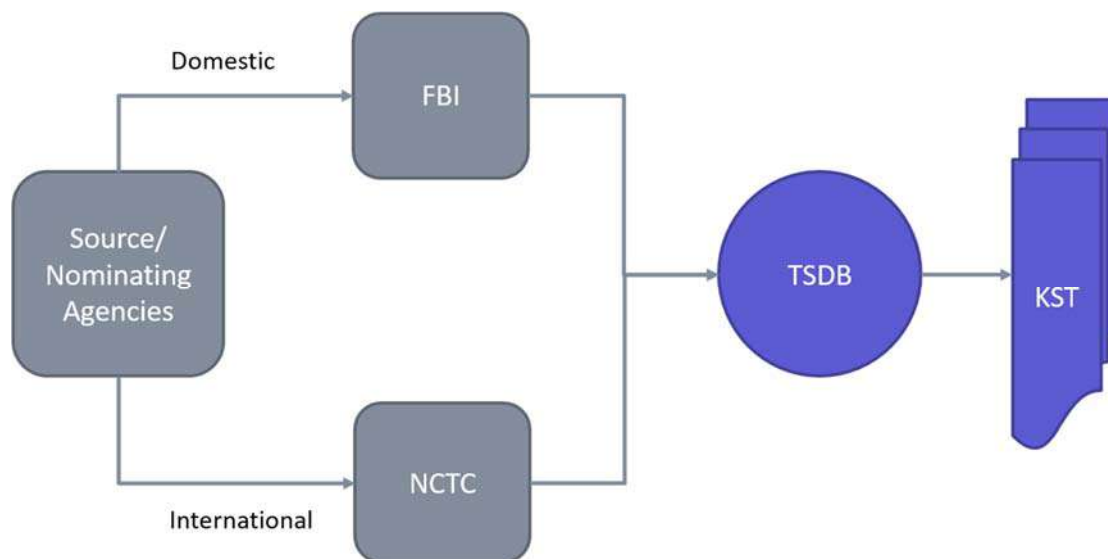 Domestic
FBI
Source/
Nominating
Agencies
TSDB
KST
NCTC
International